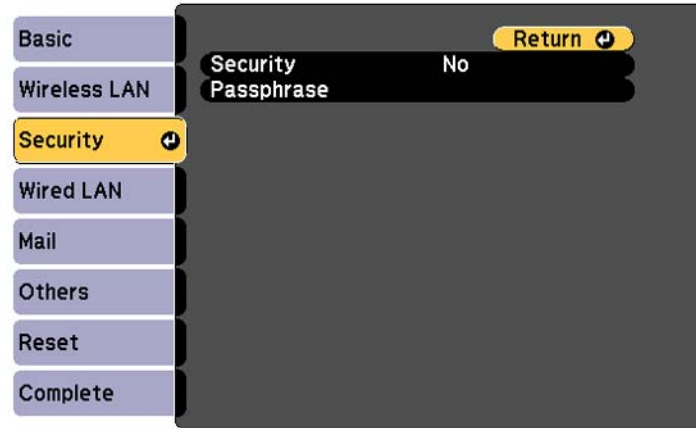 Basic
Wireless LAN
Security
Wired LAN
Mail
Others
Reset
Complete
Return
Security No
Passphrase